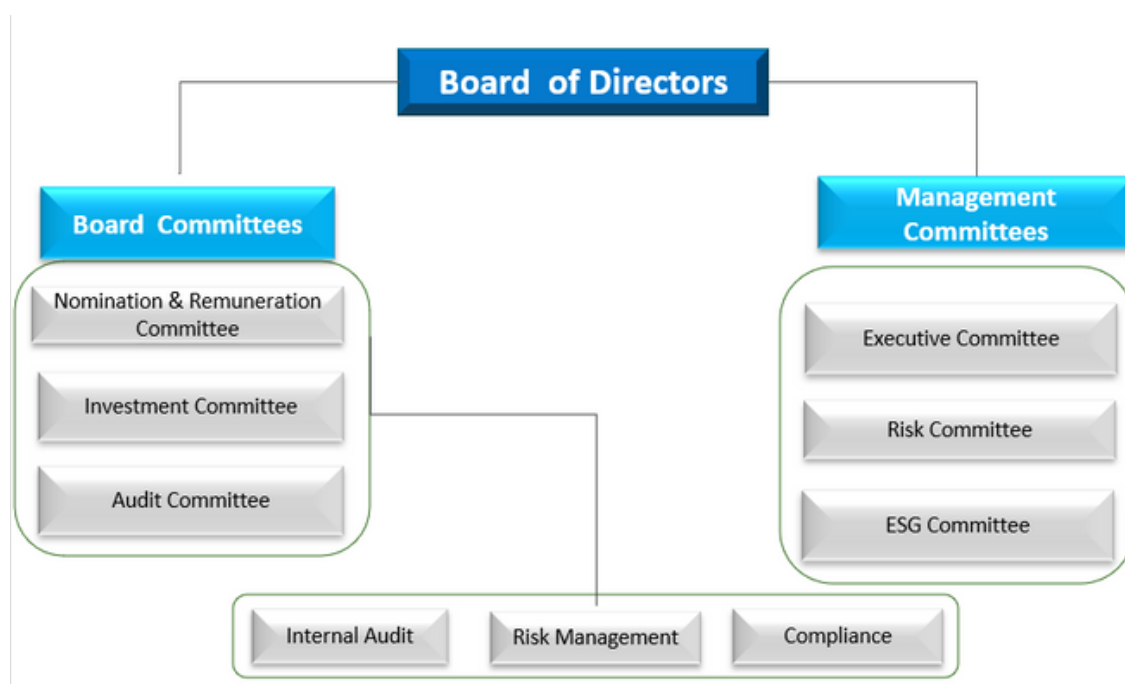 Board of Directors
Board Committees
Management
Committees
Nomination & Remuneration
Committee
Investment Committee
Audit Committee
Executive Committee
Risk Committee
ESG Committee
Internal Audit
Risk Management
Compliance